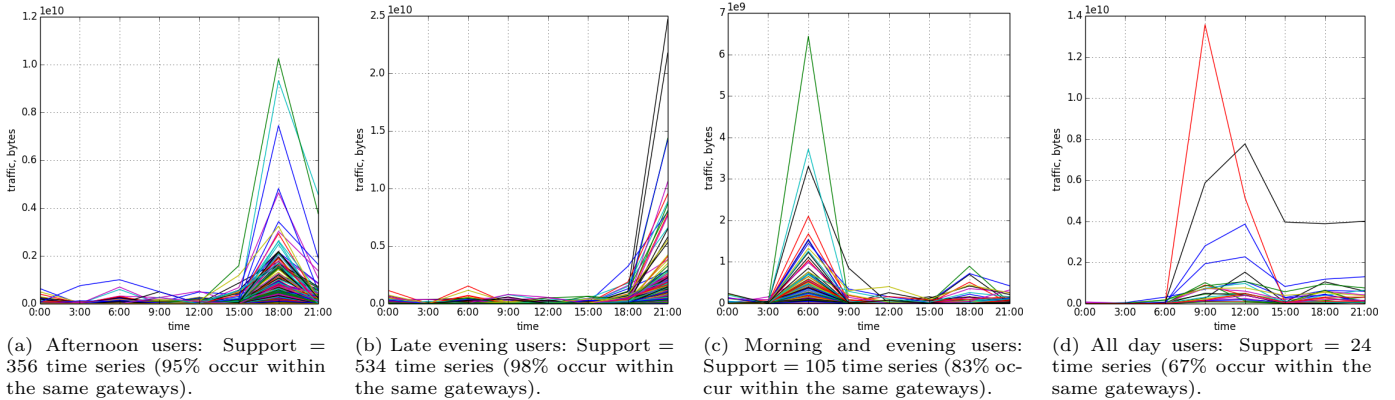 1e10
1.2
1.0
0.8
0.6
0.4
0.2
0.0
traffic, bytes
0:00 3:00 6:00 9:00 12:00 15:00 18:00 21:00
time
(a) Afternoon users: Support =
356 time series (95% occur within
the same gateways).
1e10
2.5
2.0
1.5
1.0
0.5
0.0
traffic, bytes
0:00 3:00 6:00 9:00 12:00 15:00 18:00 21:00
time
(b) Late evening users: Support =
534 time series (98% occur within
the same gateways).
1e9
7
6
5
4
3
2
1
0
traffic, bytes
0:00 3:00 6:00 9:00 12:00 15:00 18:00 21:00
time
(c) Morning and evening users:
Support = 105 time series (83% oc-
cur within the same gateways).
1e10
1.4
1.2
1.0
0.8
0.6
0.4
0.2
0.0
traffic, bytes
0:00 3:00 6:00 9:00 12:00 15:00 18:00 21:00
time
(d) All day users: Support = 24
time series (67% occur within the
same gateways).